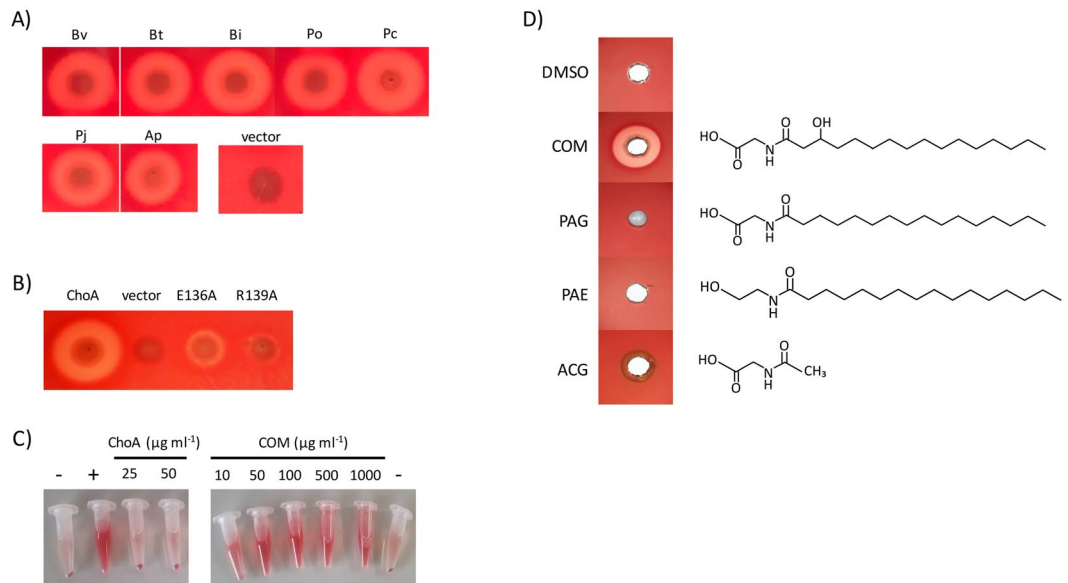 A)
Bv Bt Bi Po Pc
Pj Ap vector
B)
ChoA vector E136A R139A
C)
ChoA (µg ml⁻¹) COM (µg ml⁻¹)
- + 25 50 10 50 100 500 1000 -
D)
DMSO
COM
HO O N H O OH
PAG
HO O N H O
PAE
HO N H O
ACG
HO O N H O CH₃